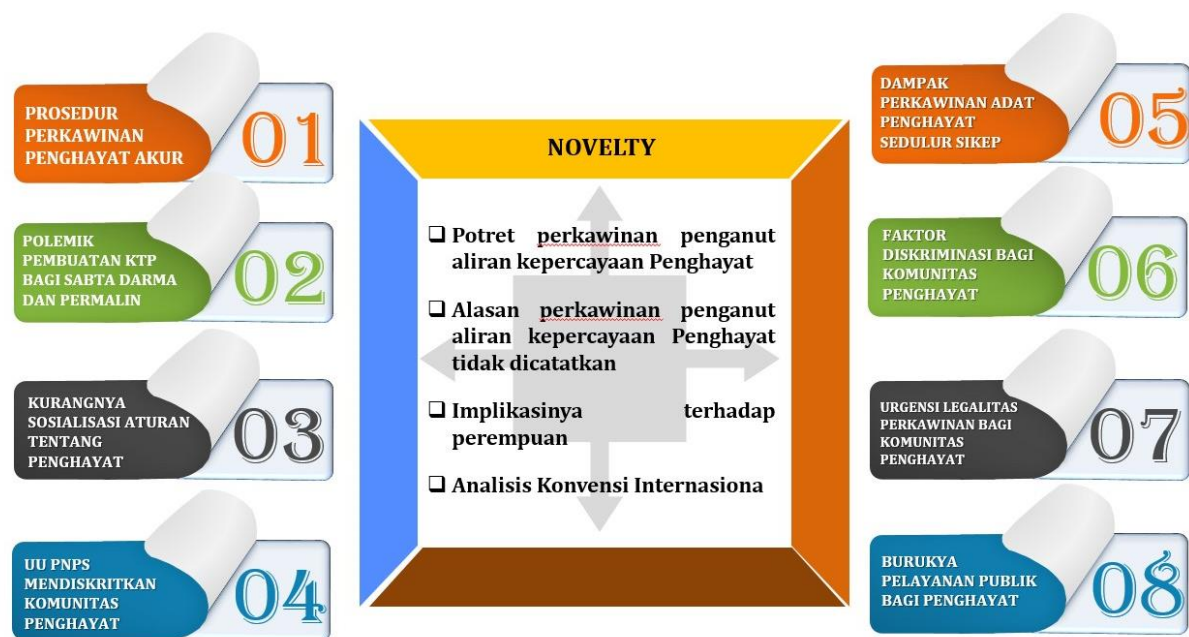 PROSEDUR
PERKAWINAN
PENGHAYAT AKUR
01
POLEMIK
PEMBUATAN KTP
BAGI SABTA DARMA
DAN PERMALIN
02
KURANGNYA
SOSIALISASI ATURAN
TENTANG
PENGHAYAT
03
UU PNPS
MENDISKRITKAN
KOMUNITAS
PENGHAYAT
04
NOVELTY
Potret perkawinan penganut
aliran kepercayaan Penghayat
Alasan perkawinan penganut
aliran kepercayaan Penghayat
tidak dicatatkan
Implikasinya terhadap
perempuan
Analisis Konvensi Internasiona
DAMPAK
PERKAWINAN ADAT
PENGHAYAT
SEDULUR SIKEP
05
FAKTOR
DISKRIMINASI BAGI
KOMUNITAS
PENGHAYAT
06
URGENSI LEGALITAS
PERKAWINAN BAGI
KOMUNITAS
PENGHAYAT
07
BURUKYA
PELAYANAN PUBLIK
BAGI PENGHAYAT
08